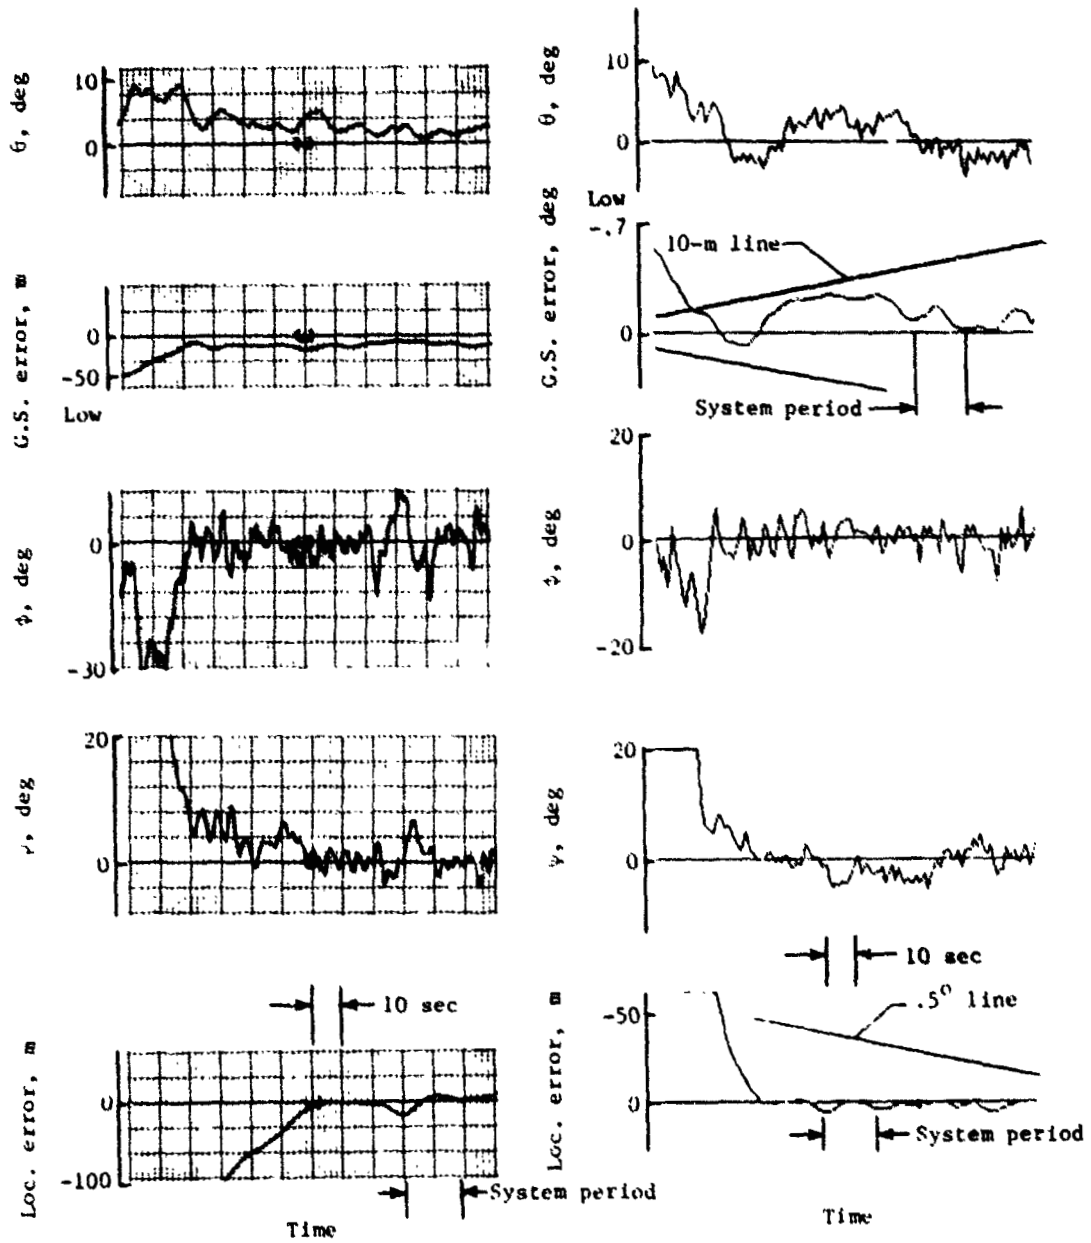 θ, deg
10
0
G.S. error, m
0
-50
Low
Φ, deg
0
-30
, deg
20
0
10 sec
Loc. error, m
0
-100
System period
Time
θ, deg
10
0
Low
G.S. error, deg
-.7
10-m line
0
System period
Φ, deg
20
0
-20
Ψ, deg
20
0
10 sec
Loc. error, m
-50
.5° line
0
System period
Time